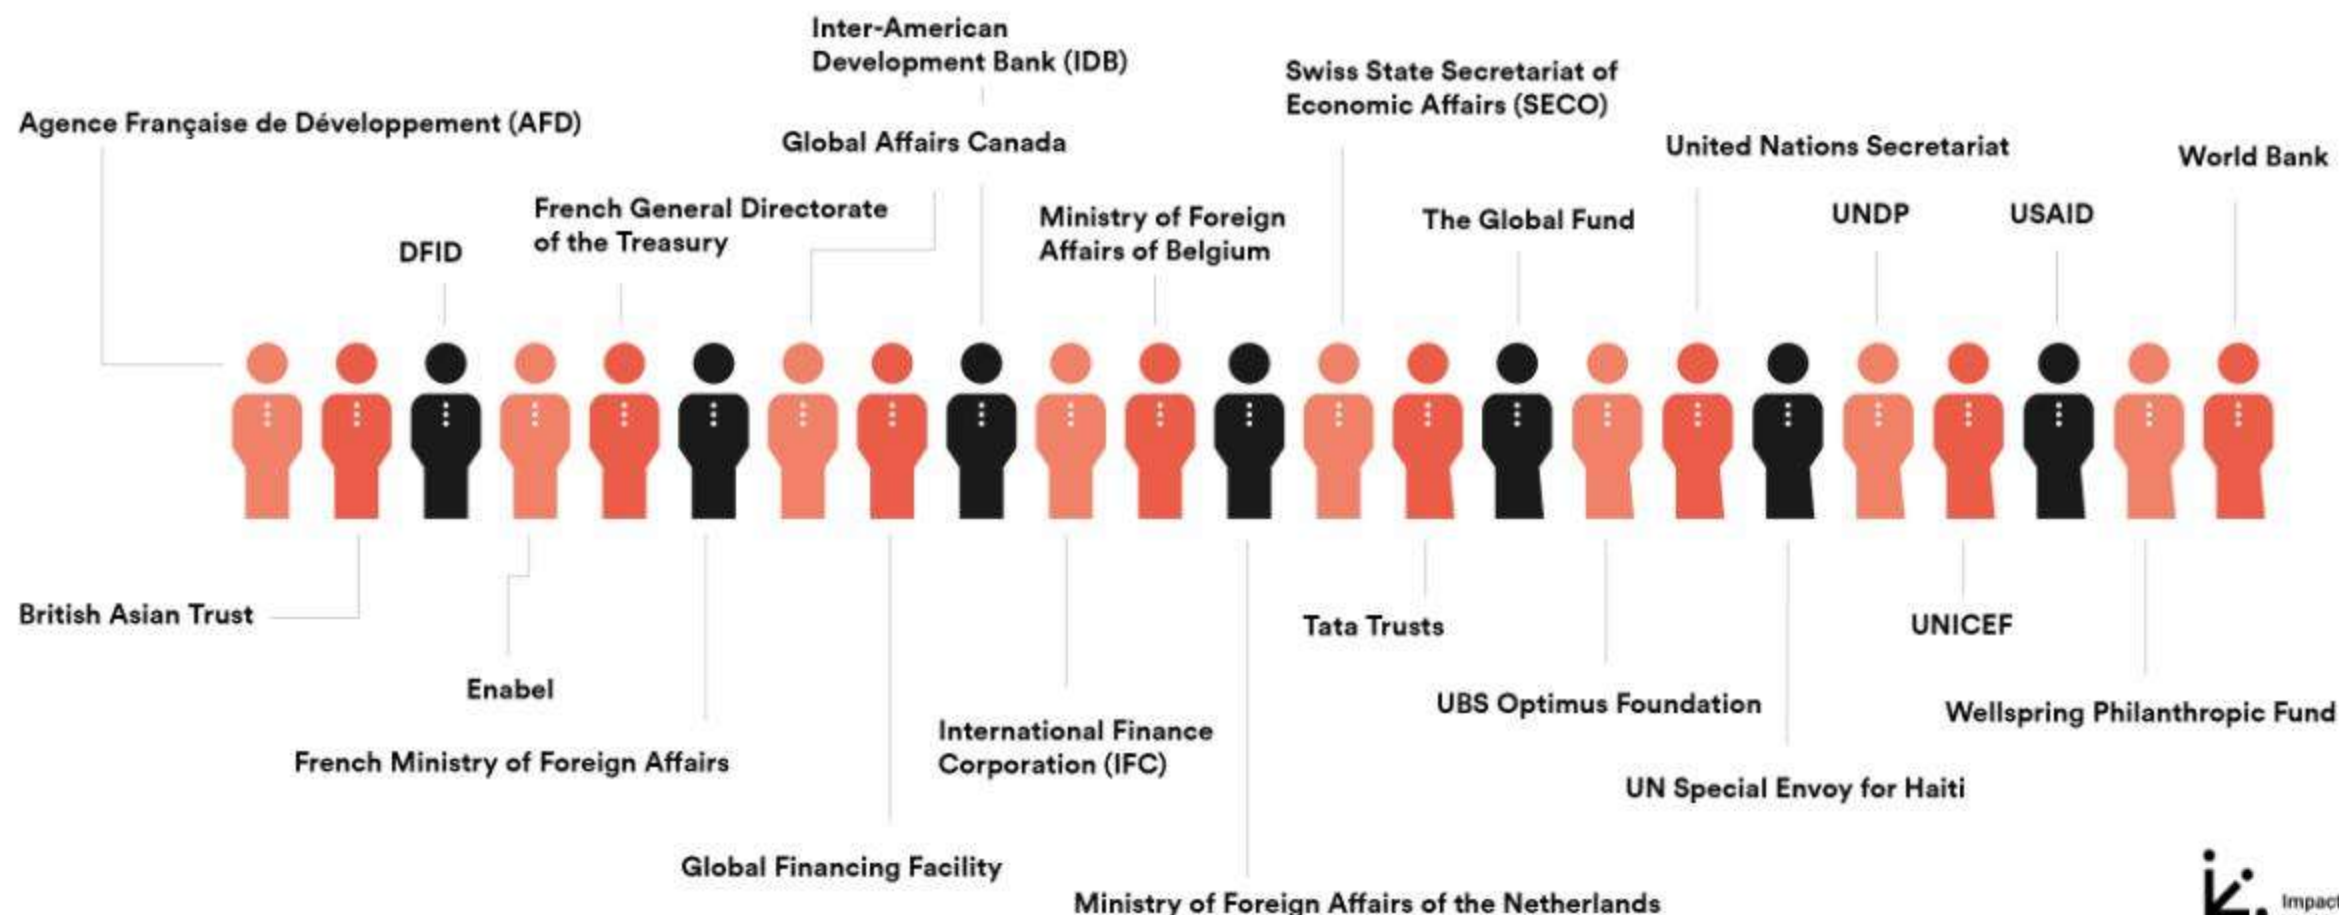 Inter-American
Development Bank (IDB)
Swiss State Secretariat of
Economic Affairs (SECO)
Agence Française de Développement (AFD)
Global Affairs Canada
United Nations Secretariat
World Bank
French General Directorate
of the Treasury
Ministry of Foreign
Affairs of Belgium
The Global Fund
UNDP
USAID
DFID
British Asian Trust
Tata Trusts
UNICEF
Enabel
UBS Optimus Foundation
Wellspring Philanthropic Fund
International Finance
Corporation (IFC)
French Ministry of Foreign Affairs
UN Special Envoy for Haiti
Global Financing Facility
Ministry of Foreign Affairs of the Netherlands
Impact